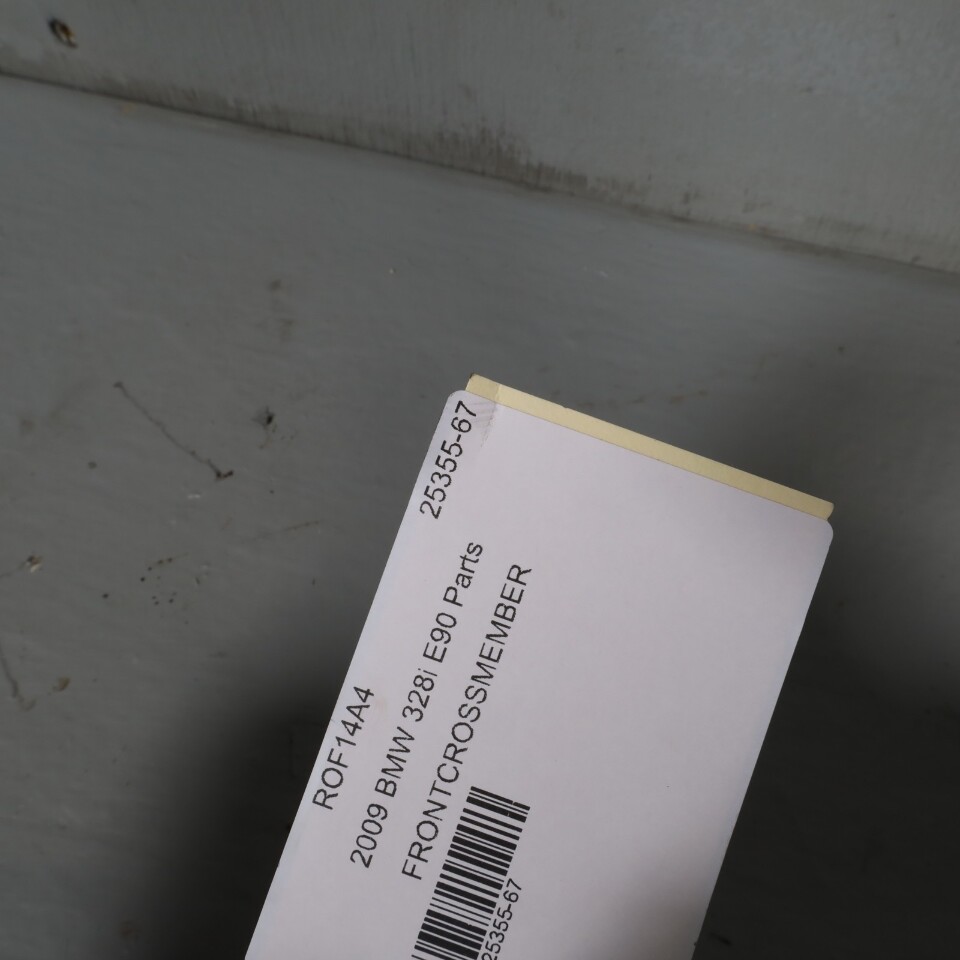 ROF14A4 25355-67
2009 BMW 328i E90 Parts
FRONTCROSSMEMBER
25355-67